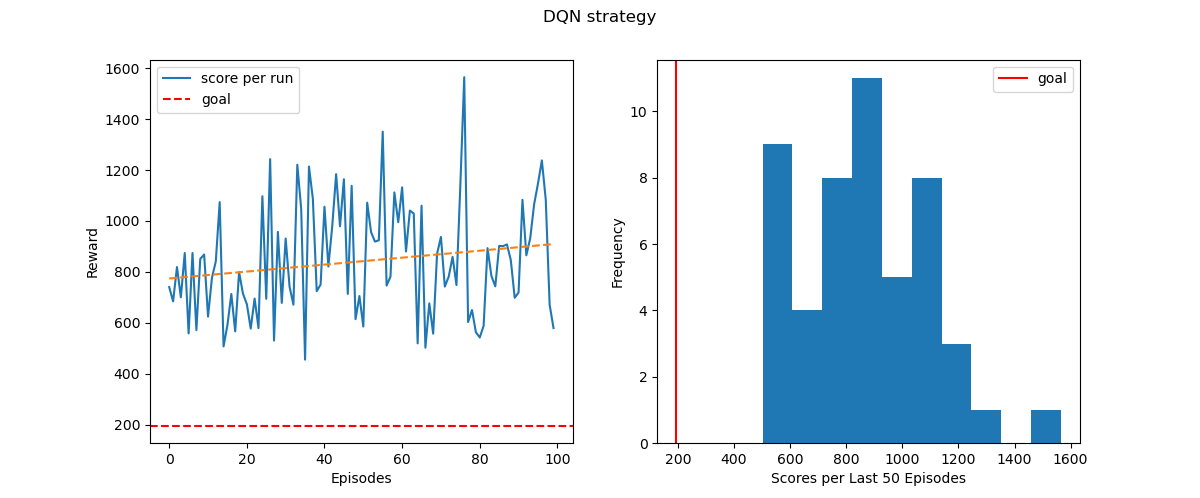 DQN strategy
score per run
goal
Reward
1600
1400
1200
1000
800
600
400
200
0 20 40 60 80 100
Episodes
goal
Frequency
10
8
6
4
2
0
200 400 600 800 1000 1200 1400 1600
Scores per Last 50 Episodes